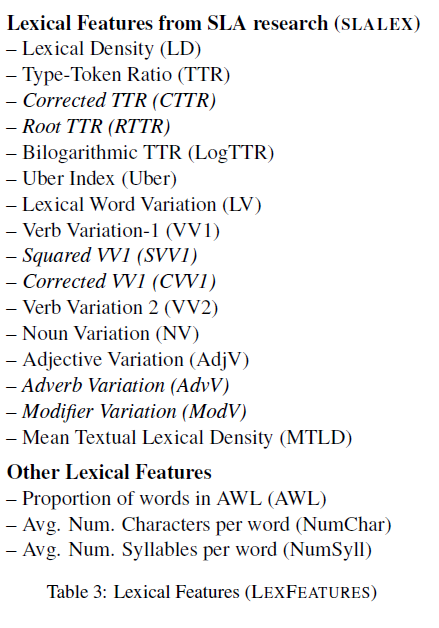 Lexical Features from SLA research (SLALEX)
– Lexical Density (LD)
– Type-Token Ratio (TTR)
– Corrected TTR (CTTR)
– Root TTR (RTTR)
– Bilogarithmic TTR (LogTTR)
– Uber Index (Uber)
– Lexical Word Variation (LV)
– Verb Variation-1 (VV1)
– Squared VV1 (SVV1)
– Corrected VV1 (CVV1)
– Verb Variation 2 (VV2)
– Noun Variation (NV)
– Adjective Variation (AdjV)
– Adverb Variation (AdvV)
– Modifier Variation (ModV)
– Mean Textual Lexical Density (MTLD)
Other Lexical Features
– Proportion of words in AWL (AWL)
– Avg. Num. Characters per word (NumChar)
– Avg. Num. Syllables per word (NumSyll)
Table 3: Lexical Features (LEXFEATURES)